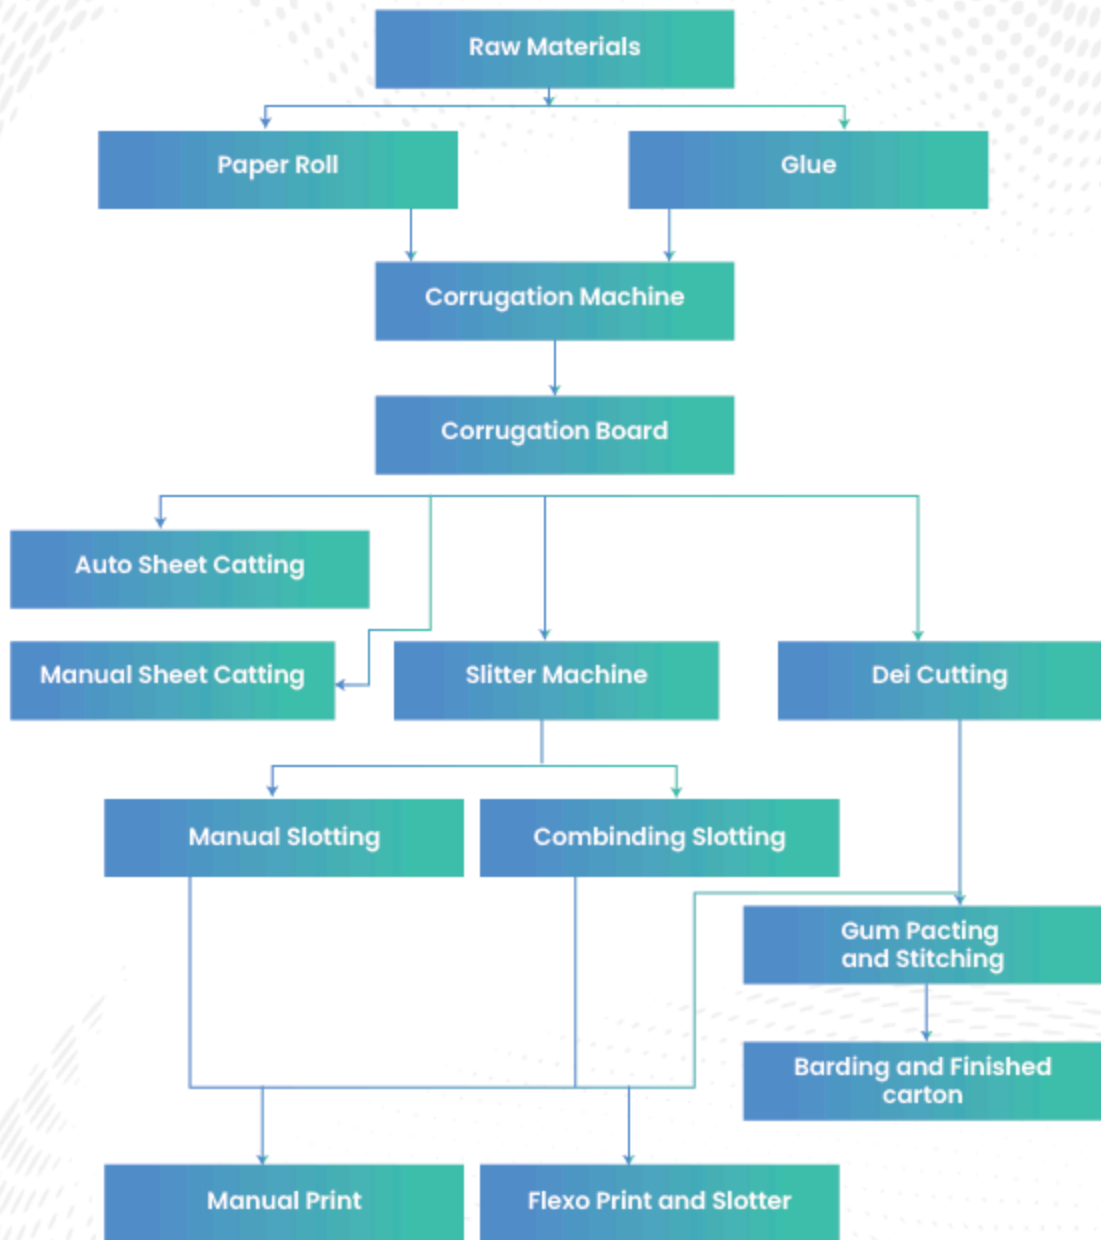 Raw Materials
Paper Roll
Glue
Corrugation Machine
Corrugation Board
Auto Sheet Catting
Manual Sheet Catting
Slitter Machine
Dei Cutting
Manual Slotting
Combinding Slotting
Gum Pacting
and Stitching
Barding and Finished
carton
Manual Print
Flexo Print and Slotter